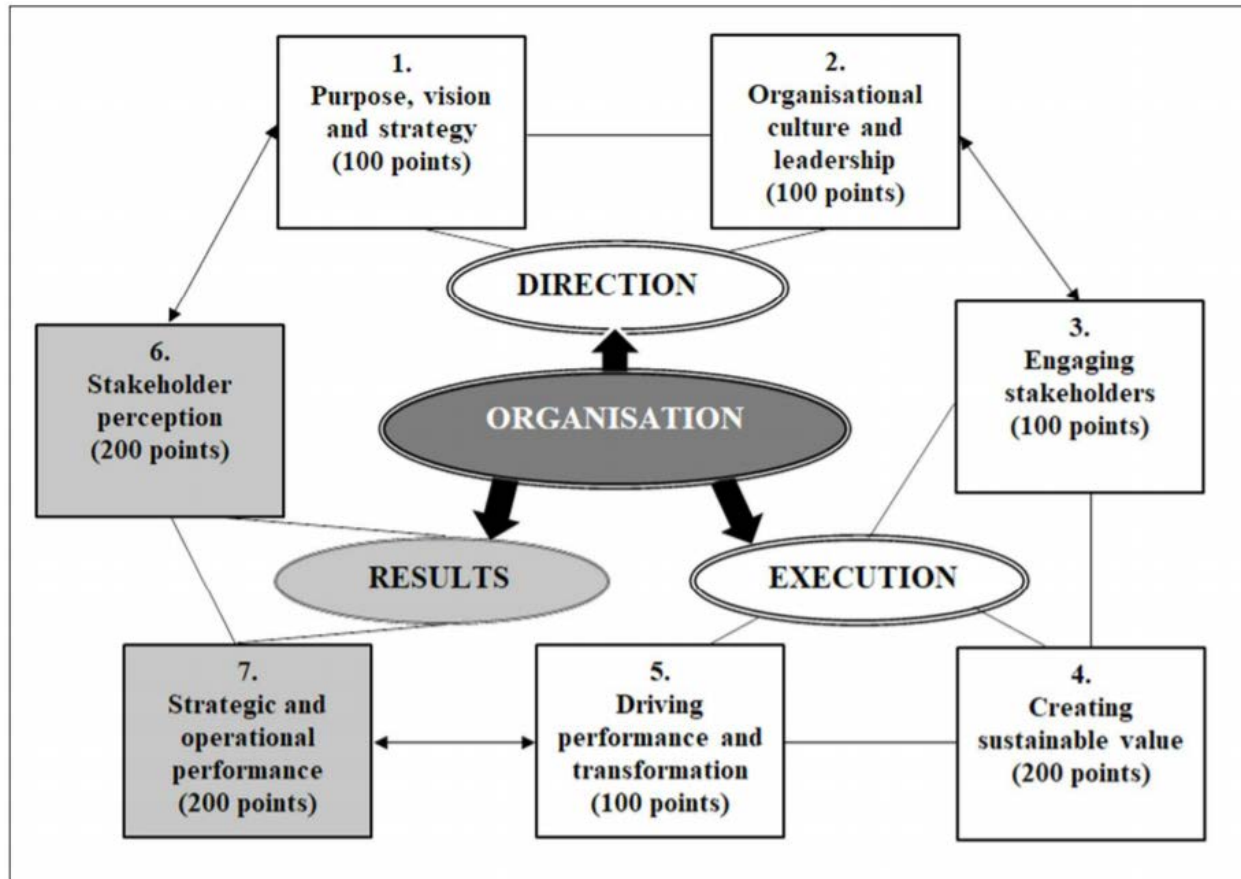 1.
Purpose, vision
and strategy
(100 points)
2.
Organisational
culture and
leadership
(100 points)
DIRECTION
6.
Stakeholder
perception
(200 points)
ORGANISATION
3.
Engaging
stakeholders
(100 points)
RESULTS
EXECUTION
7.
Strategic and
operational
performance
(200 points)
5.
Driving
performance and
transformation
(100 points)
4.
Creating
sustainable value
(200 points)